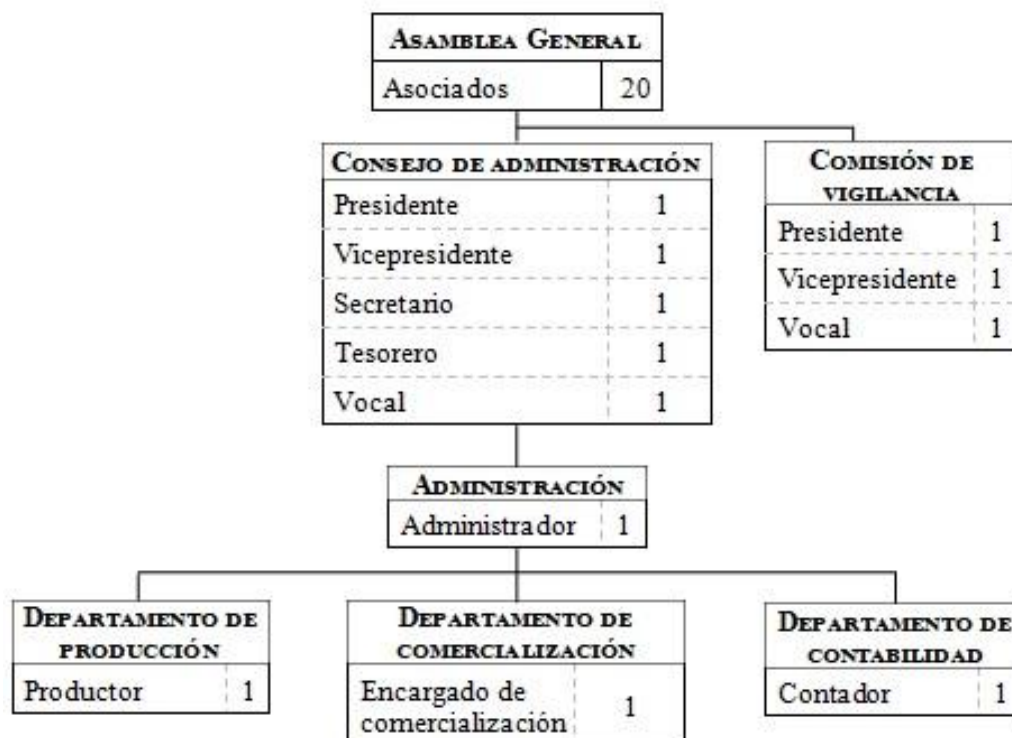 ASAMBLEA GENERAL
Asociados 20
CONSEJO DE ADMINISTRACIÓN
Presidente 1
Vicepresidente 1
Secretario 1
Tesorero 1
Vocal 1
COMISIÓN DE
VIGILANCIA
Presidente 1
Vicepresidente 1
Vocal 1
ADMINISTRACIÓN
Administrador 1
DEPARTAMENTO DE
PRODUCCIÓN
Productor 1
DEPARTAMENTO DE
COMERCIALIZACIÓN
Encargado de
comercialización 1
DEPARTAMENTO DE
CONTABILIDAD
Contador 1